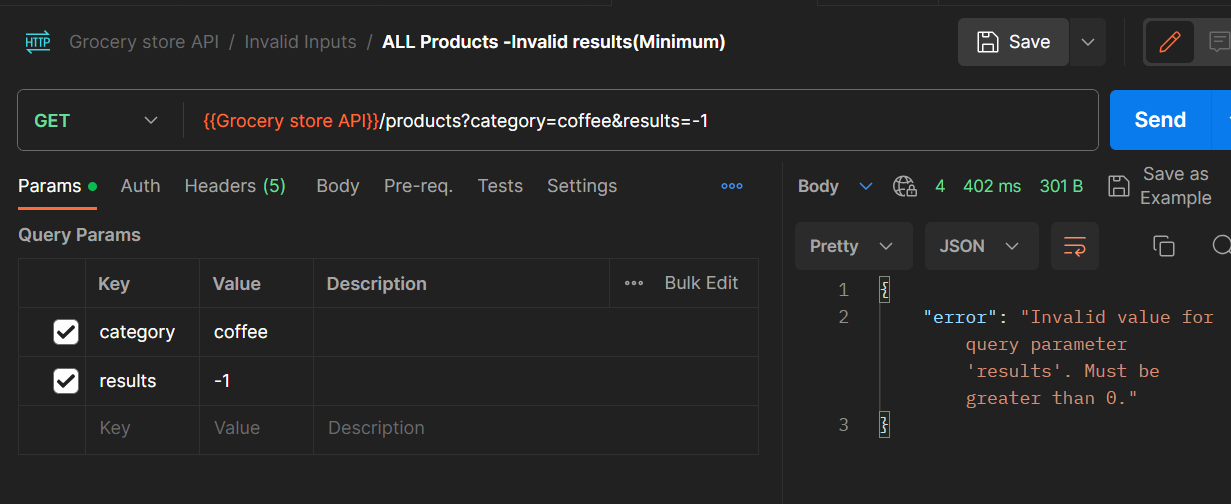 HTTP Grocery store API / Invalid Inputs / ALL Products -Invalid results(Minimum) Save
GET {{Grocery store API}}/products?category=coffee&results=-1 Send
Params Auth Headers (5) Body Pre-req. Tests Settings
Query Params
Key Value Description Bulk Edit
category coffee
results -1
Key Value Description
Body 4 402 ms 301 B Save as Example
Pretty JSON
1 {
2 "error": "Invalid value for
query parameter
'results'. Must be
greater than 0."
3 }